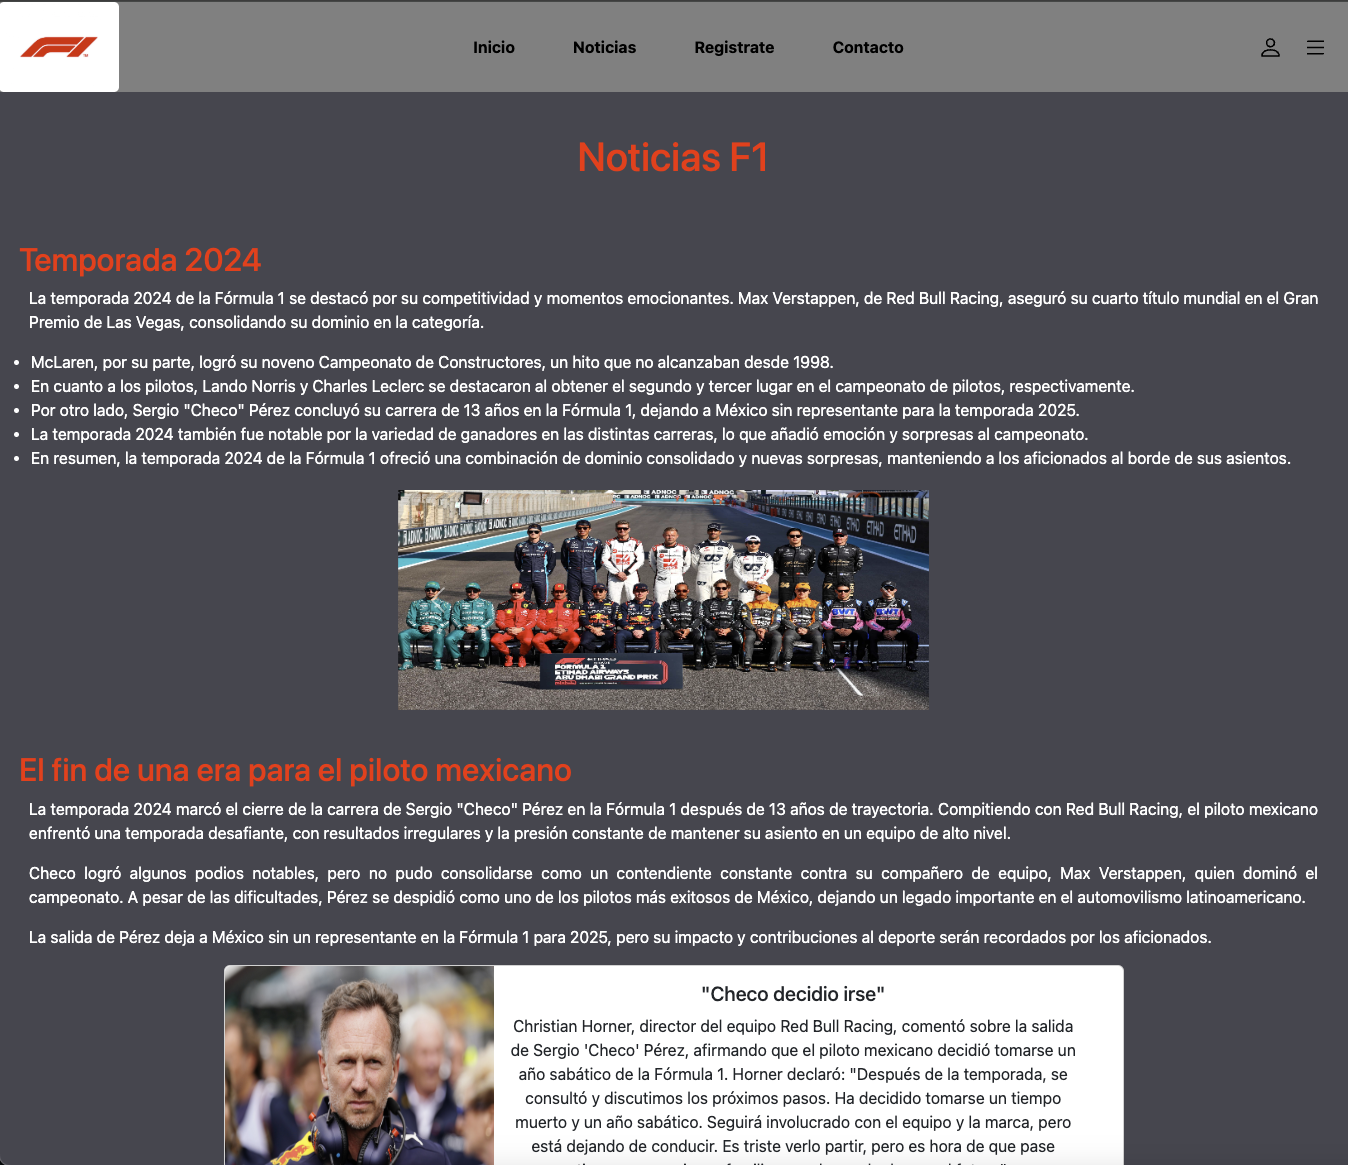 F1
Inicio
Noticias
Registrate
Contacto
Noticias F1
Temporada 2024
La temporada 2024 de la Fórmula 1 se destacó por su competitividad y momentos emocionantes. Max Verstappen, de Red Bull Racing, aseguró su cuarto título mundial en el Gran
Premio de Las Vegas, consolidando su dominio en la categoría.
• McLaren, por su parte, logró su noveno Campeonato de Constructores, un hito que no alcanzaban desde 1998.
• En cuanto a los pilotos, Lando Norris y Charles Leclerc se destacaron al obtener el segundo y tercer lugar en el campeonato de pilotos, respectivamente.
• Por otro lado, Sergio "Checo" Pérez concluyó su carrera de 13 años en la Fórmula 1, dejando a México sin representante para la temporada 2025.
• La temporada 2024 también fue notable por la variedad de ganadores en las distintas carreras, lo que añadió emoción y sorpresas al campeonato.
• En resumen, la temporada 2024 de la Fórmula 1 ofreció una combinación de dominio consolidado y nuevas sorpresas, manteniendo a los aficionados al borde de sus asientos.
ADNOC
ETIHAD
BWT
FORMULA 1
ETIHAD AIRWAYS
ABU DHABI GRAND PRIX
El fin de una era para el piloto mexicano
La temporada 2024 marcó el cierre de la carrera de Sergio "Checo" Pérez en la Fórmula 1 después de 13 años de trayectoria. Compitiendo con Red Bull Racing, el piloto mexicano
enfrentó una temporada desafiante, con resultados irregulares y la presión constante de mantener su asiento en un equipo de alto nivel.
Checo logró algunos podios notables, pero no pudo consolidarse como un contendiente constante contra su compañero de equipo, Max Verstappen, quien dominó el
campeonato. A pesar de las dificultades, Pérez se despidió como uno de los pilotos más exitosos de México, dejando un legado importante en el automovilismo latinoamericano.
La salida de Pérez deja a México sin un representante en la Fórmula 1 para 2025, pero su impacto y contribuciones al deporte serán recordados por los aficionados.
"Checo decidio irse"
Christian Horner, director del equipo Red Bull Racing, comentó sobre la salida
de Sergio 'Checo' Pérez, afirmando que el piloto mexicano decidió tomarse un
año sabático de la Fórmula 1. Horner declaró: "Después de la temporada, se
consultó y discutimos los próximos pasos. Ha decidido tomarse un tiempo
muerto y un año sabático. Seguirá involucrado con el equipo y la marca, pero
está dejando de conducir. Es triste verlo partir, pero es hora de que pase